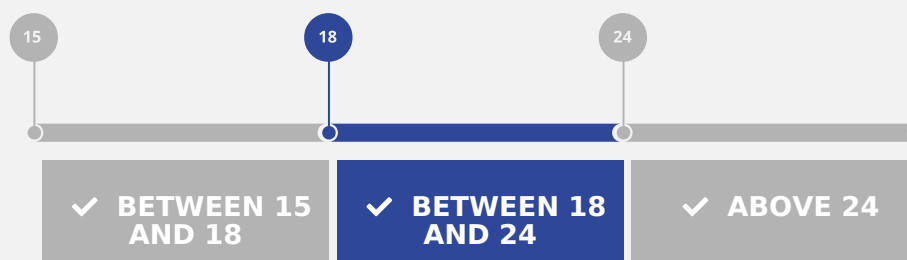 15
18
24
BETWEEN 15
AND 18
BETWEEN 18
AND 24
ABOVE 24